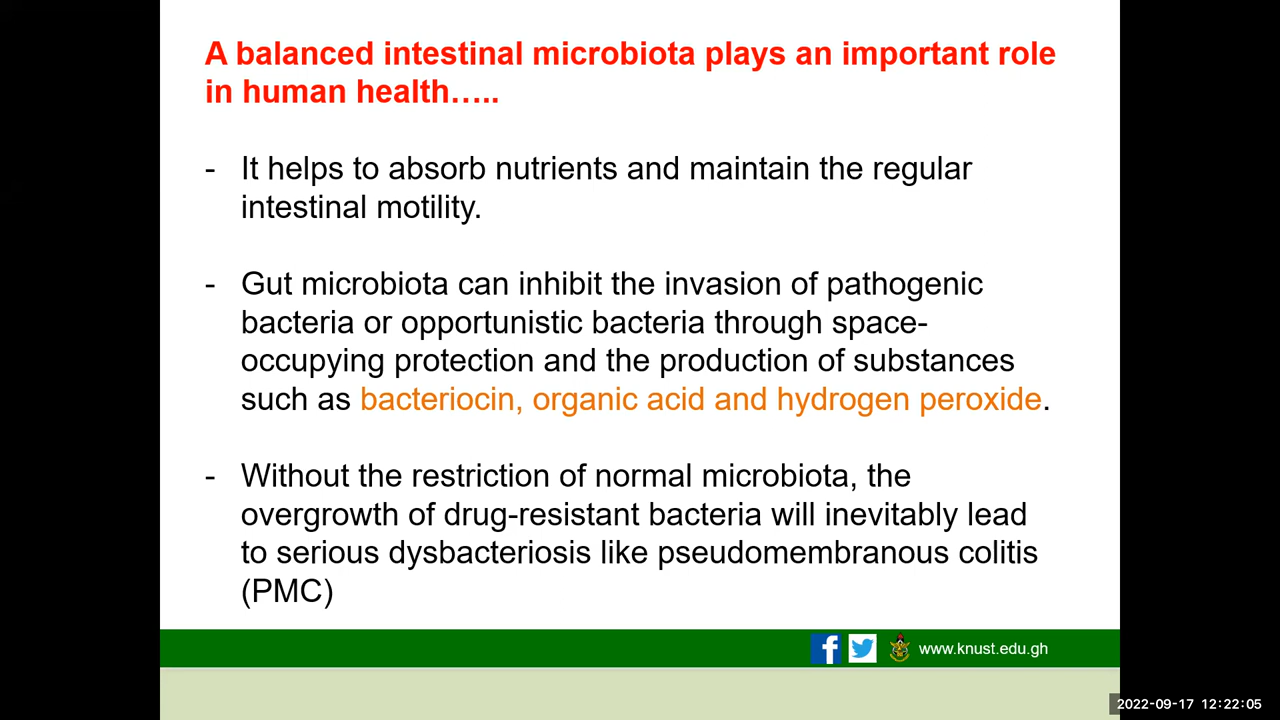 A balanced intestinal microbiota plays an important role
in human health…..
- It helps to absorb nutrients and maintain the regular
intestinal motility.
- Gut microbiota can inhibit the invasion of pathogenic
bacteria or opportunistic bacteria through space-
occupying protection and the production of substances
such as bacteriocin, organic acid and hydrogen peroxide.
- Without the restriction of normal microbiota, the
overgrowth of drug-resistant bacteria will inevitably lead
to serious dysbacteriosis like pseudomembranous colitis
(PMC)
www.knust.edu.gh
2022-09-17 12:22:05